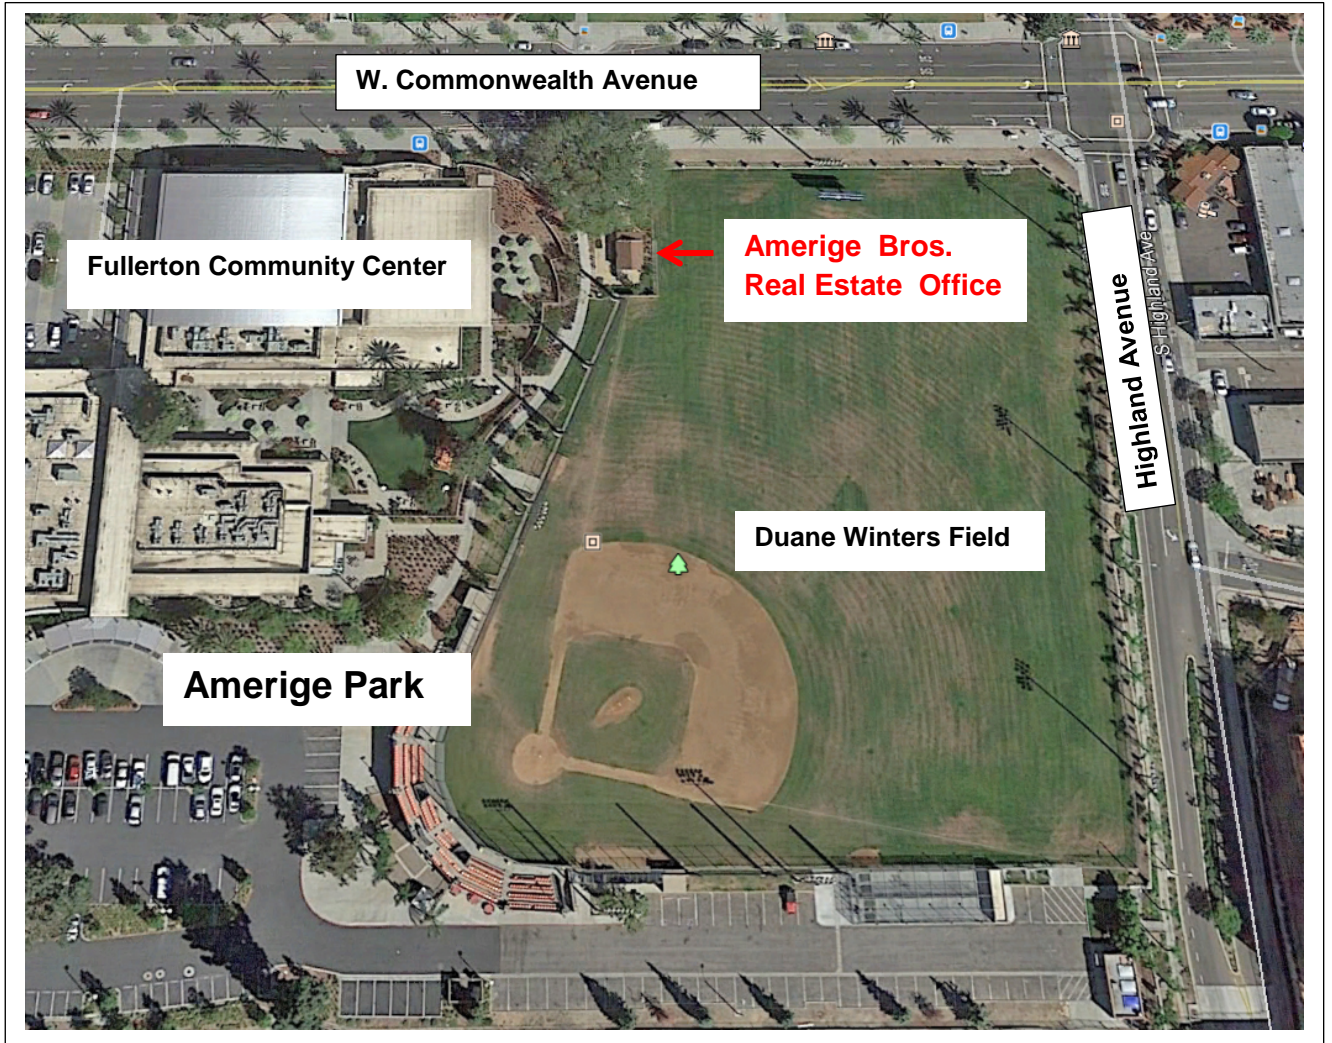 W. Commonwealth Avenue
Fullerton Community Center
Amerige Bros.
Real Estate Office
Highland Avenue
S Highland Ave
Duane Winters Field
Amerige Park